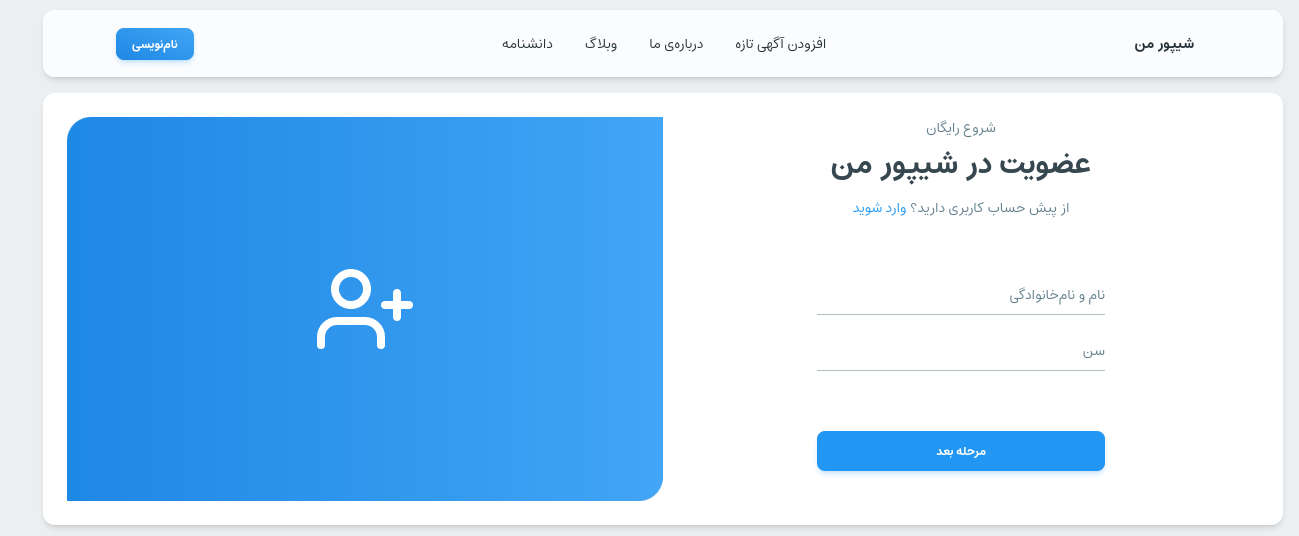 شیپور من
افزودن آگهی تازه
درباره‌ی ما
وبلاگ
دانشنامه
نام‌نویسی
شروع رایگان
عضویت در شیپور من
از پیش حساب کاربری دارید؟ وارد شوید
نام و نام‌خانوادگی
سن
مرحله بعد